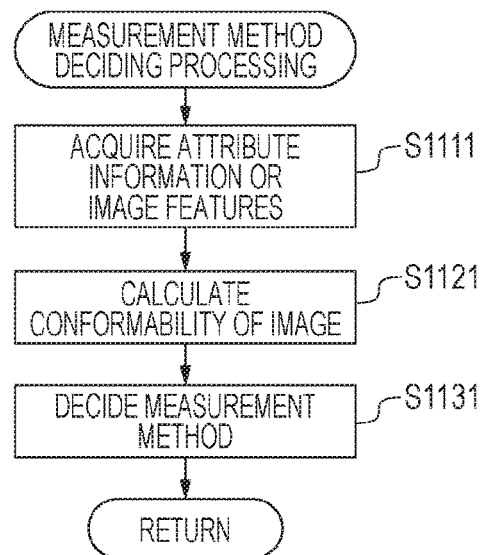 MEASUREMENT METHOD
DECIDING PROCESSING
ACQUIRE ATTRIBUTE
INFORMATION OR
IMAGE FEATURES
S1111
CALCULATE
CONFORMABILITY OF IMAGE
S1121
DECIDE MEASUREMENT
METHOD
S1131
RETURN